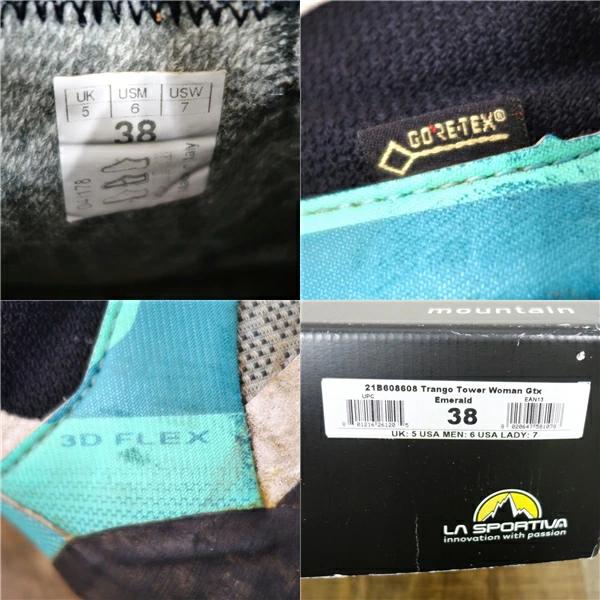 UK USM USW
5 6 7
38
04178
GORE-TEX®
3D FLEX
mountain
21B608608 Trango Tower Woman Gtx
Emerald
UPC 38 EAN13
UK: 5 USA MEN: 6 USA LADY: 7
LA SPORTIVA
innovation with passion